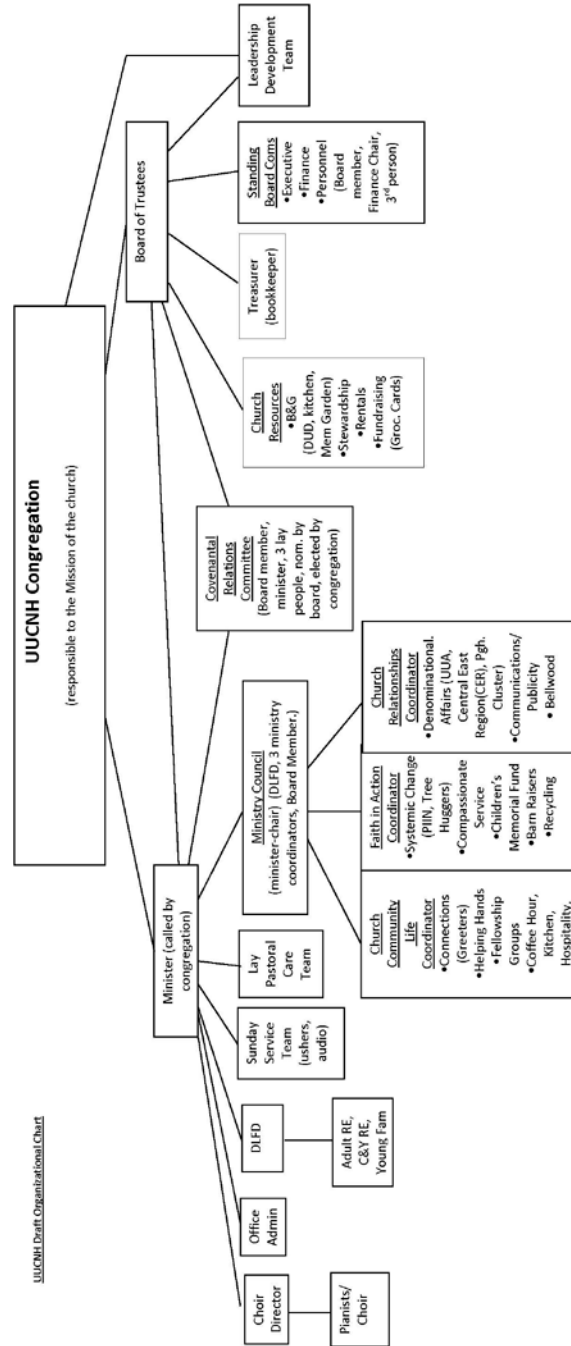 UUCNH Draft Organizational Chart
UUCNH Congregation
(responsible to the Mission of the church)
Minister (called by
congregation)
Board of Trustees
Leadership
Development
Team
Choir
Director
Office
Admin
DLFD
Sunday
Service
Team
(ushers,
audio)
Lay
Pastoral
Care
Team
Ministry Council
(minister-chair) (DLFD, 3 ministry
coordinators, Board Member.)
Covenantal
Relations
Committee
(Board member,
minister, 3 lay
people, nom. by
board, elected by
congregation)
Church
Resources
•B&G
(DUD, kitchen,
Mem Garden)
•Stewardship
•Rentals
•Fundraising
(Groc. Cards)
Treasurer
(bookkeeper)
Standing
Board Coms
•Executive
•Finance
•Personnel
(Board
member,
Finance Chair,
3rd person)
Pianists/
Choir
Adult RE,
C&Y RE,
Young Fam
Church
Community
Life
Coordinator
•Connections
(Greeters)
•Helping Hands
•Fellowship
Groups
•Coffee Hour,
Kitchen,
Hospitality,
Faith in Action
Coordinator
•Systemic Change
(PIIN, Tree
Huggers)
•Compassionate
Service
•Children's
Memorial Fund
•Barn Raisers
•Recycling
Church
Relationships
Coordinator
•Denominational.
Affairs (UUA,
Central East
Region(CER), Pgh.
Cluster)
•Communications/
Publicity
•Bellwood